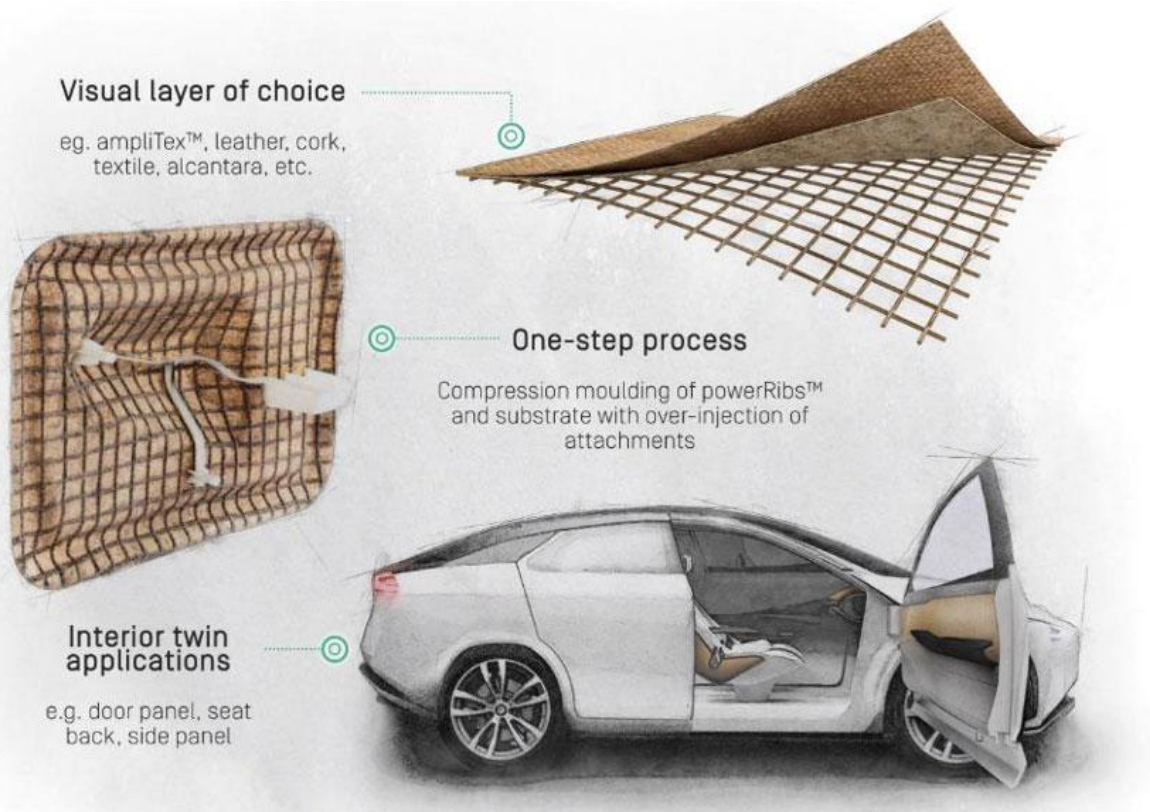 Visual layer of choice
eg. ampliTex™, leather, cork,
textile, alcantara, etc.
One-step process
Compression moulding of powerRibs™
and substrate with over-injection of
attachments
Interior twin
applications
e.g. door panel, seat
back, side panel